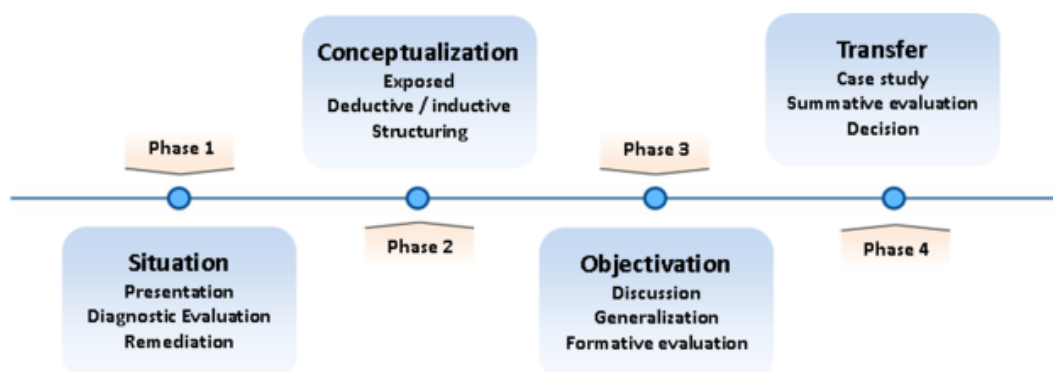 Phase 1
Situation
Presentation
Diagnostic Evaluation
Remediation
Conceptualization
Exposed
Deductive / inductive
Structuring
Phase 2
Phase 3
Objectivation
Discussion
Generalization
Formative evaluation
Transfer
Case study
Summative evaluation
Decision
Phase 4